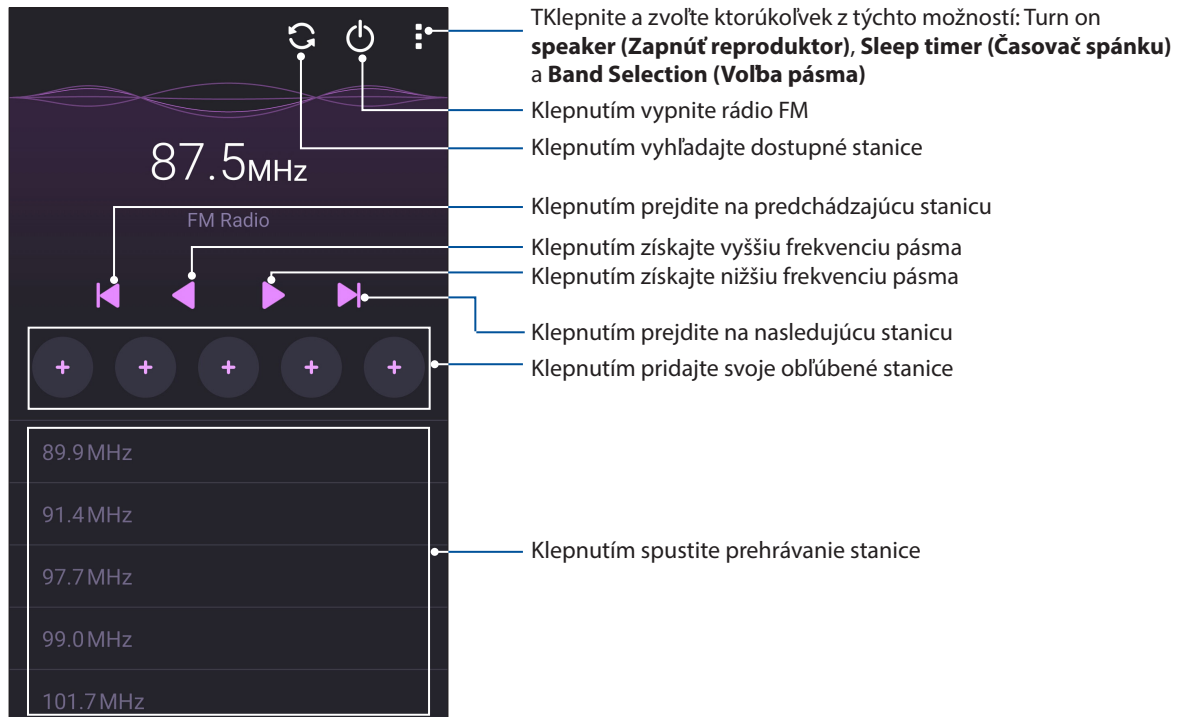 TKlepnite a zvoľte ktorúkoľvek z týchto možností: Turn on
speaker (Zapnúť reproduktor), Sleep timer (Časovač spánku)
a Band Selection (Voľba pásma)
Klepnutím vypnite rádio FM
Klepnutím vyhľadajte dostupné stanice
87.5MHz
FM Radio
Klepnutím prejdite na predchádzajúcu stanicu
Klepnutím získajte vyššiu frekvenciu pásma
Klepnutím získajte nižšiu frekvenciu pásma
Klepnutím prejdite na nasledujúcu stanicu
Klepnutím pridajte svoje obľúbené stanice
89.9MHz
91.4MHz
97.7MHz
99.0MHz
101.7MHz
Klepnutím spustite prehrávanie stanice